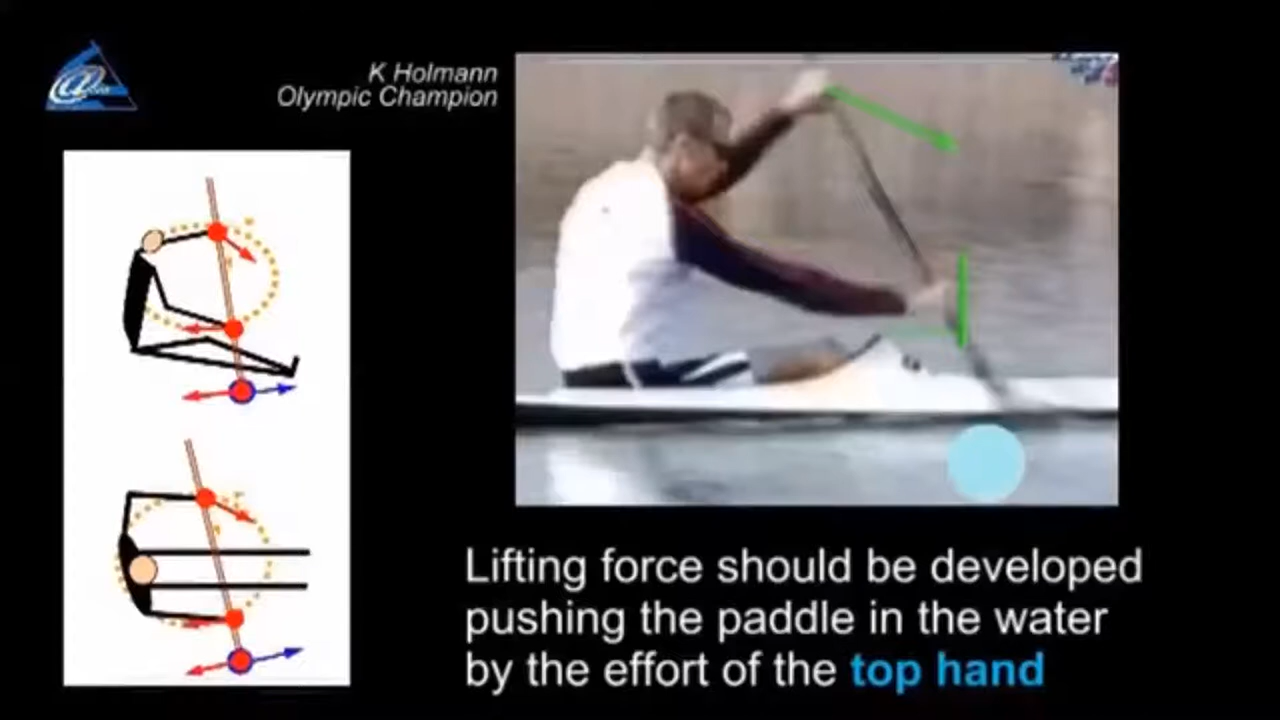 K Holmann
Olympic Champion
Lifting force should be developed
pushing the paddle in the water
by the effort of the top hand